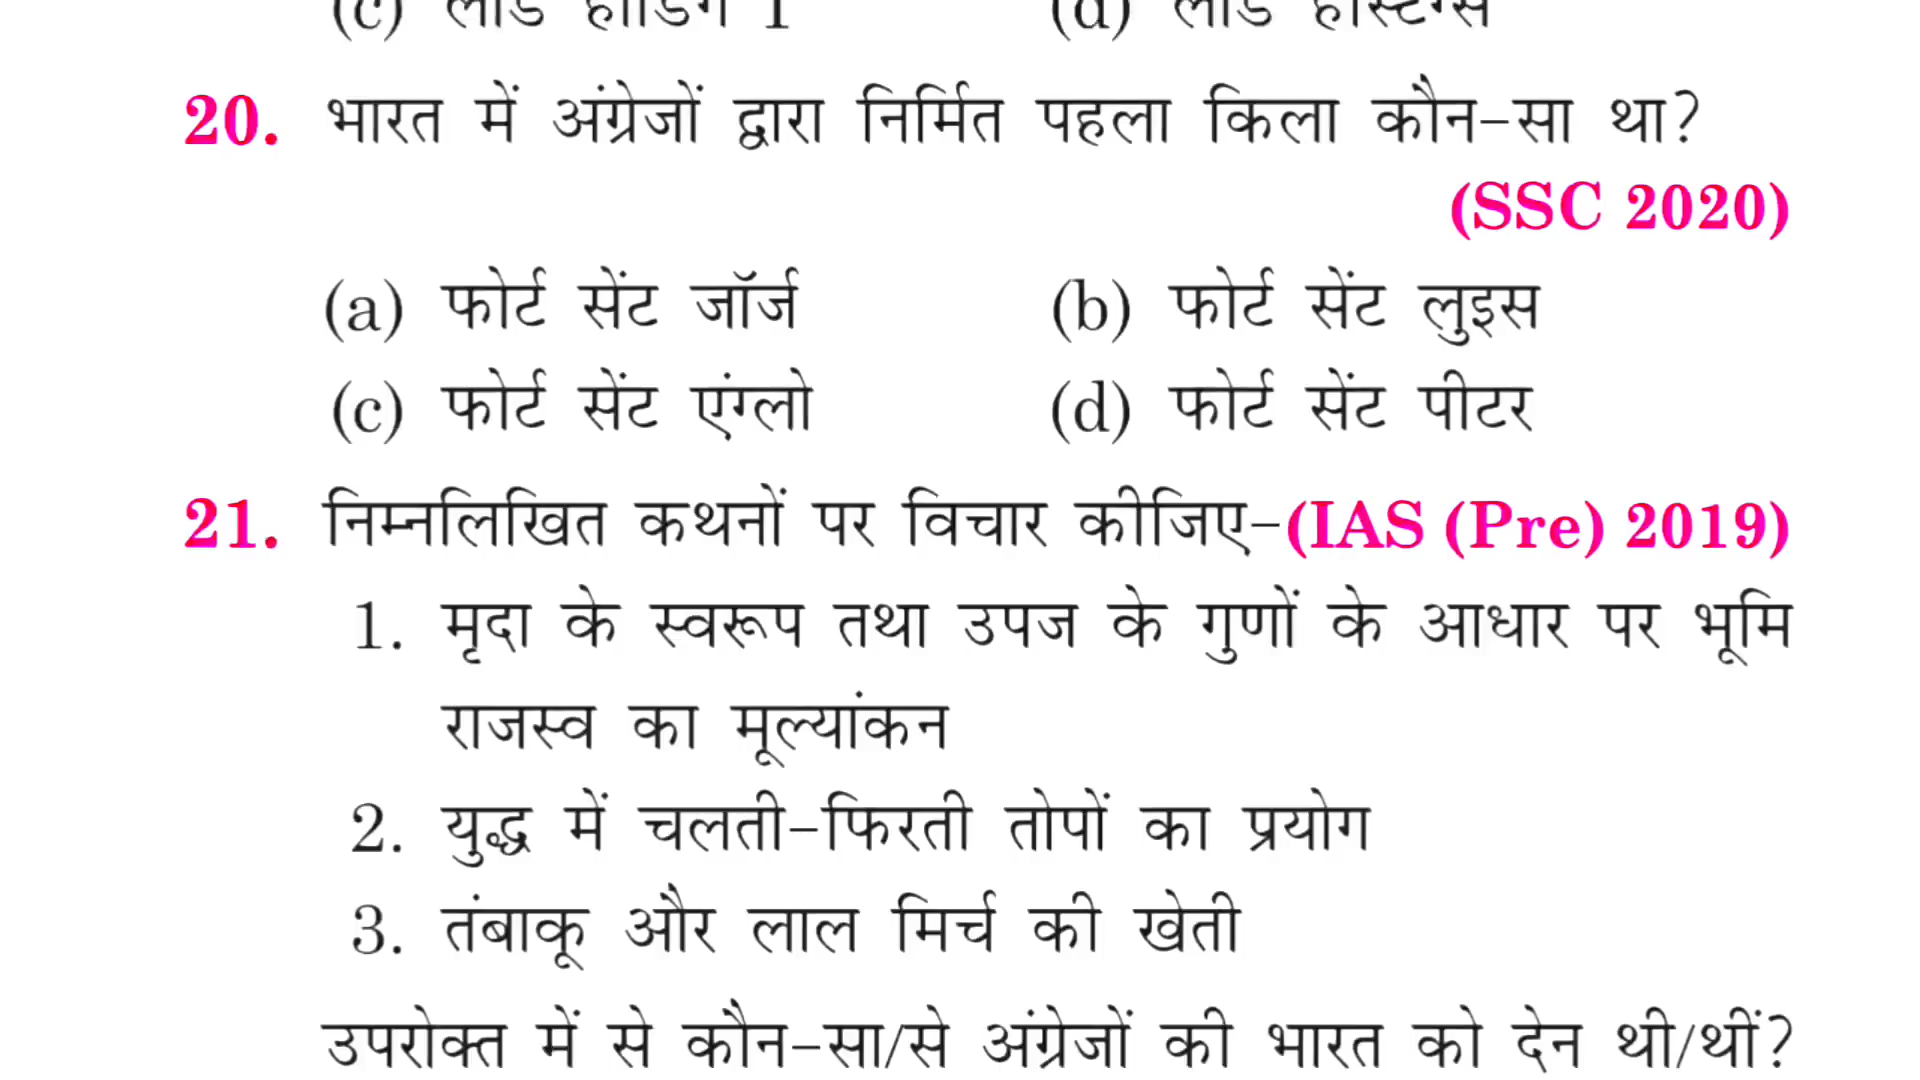 (c) लॉर्ड हार्डिंग I (d) लॉर्ड हेस्टिंग्स
20. भारत में अंग्रेजों द्वारा निर्मित पहला किला कौन-सा था?
(SSC 2020)
(a) फोर्ट सेंट जॉर्ज (b) फोर्ट सेंट लुइस
(c) फोर्ट सेंट एंग्लो (d) फोर्ट सेंट पीटर
21. निम्नलिखित कथनों पर विचार कीजिए-(IAS (Pre) 2019)
1. मृदा के स्वरूप तथा उपज के गुणों के आधार पर भूमि
राजस्व का मूल्यांकन
2. युद्ध में चलती-फिरती तोपों का प्रयोग
3. तंबाकू और लाल मिर्च की खेती
उपरोक्त में से कौन-सा/से अंग्रेजों की भारत को देन थी/थीं?